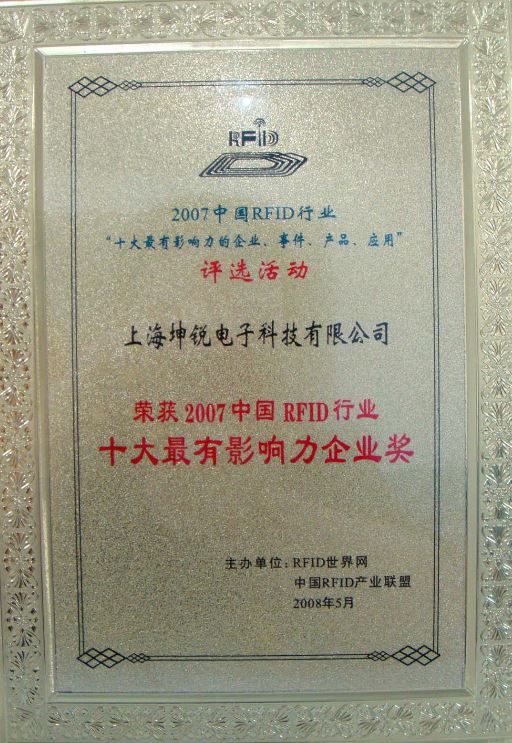 RFID
2007中国RFID行业
“十大最有影响力的企业、事件、产品、应用”
评选活动
上海坤锐电子科技有限公司
荣获2007中国RFID行业
十大最有影响力企业奖
主办单位：RFID世界网
中国RFID产业联盟
2008年5月